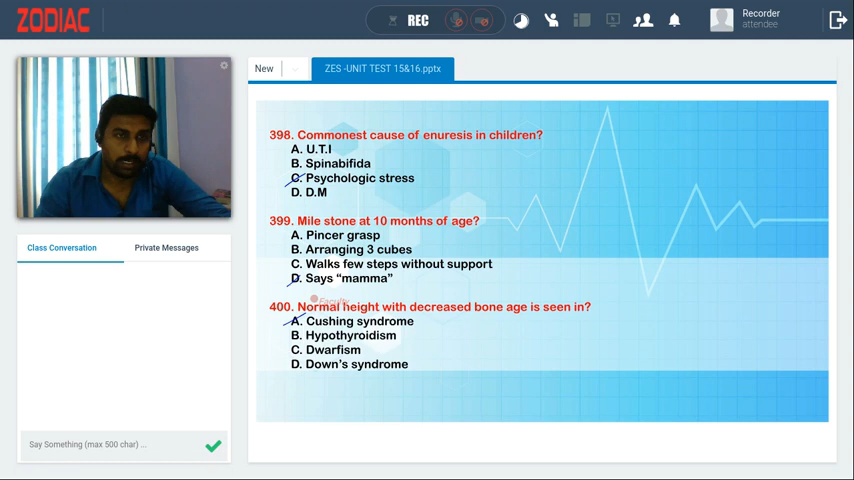 ZODIAC
REC
Recorder
attendee
New
ZES -UNIT TEST 15&16.pptx
398. Commonest cause of enuresis in children?
A. U.T.I
B. Spinabifida
C. Psychologic stress
D. D.M
399. Mile stone at 10 months of age?
A. Pincer grasp
B. Arranging 3 cubes
C. Walks few steps without support
D. Says “mamma”
Faculty
400. Normal height with decreased bone age is seen in?
A. Cushing syndrome
B. Hypothyroidism
C. Dwarfism
D. Down’s syndrome
Class Conversation
Private Messages
Say Something (max 500 char) ...